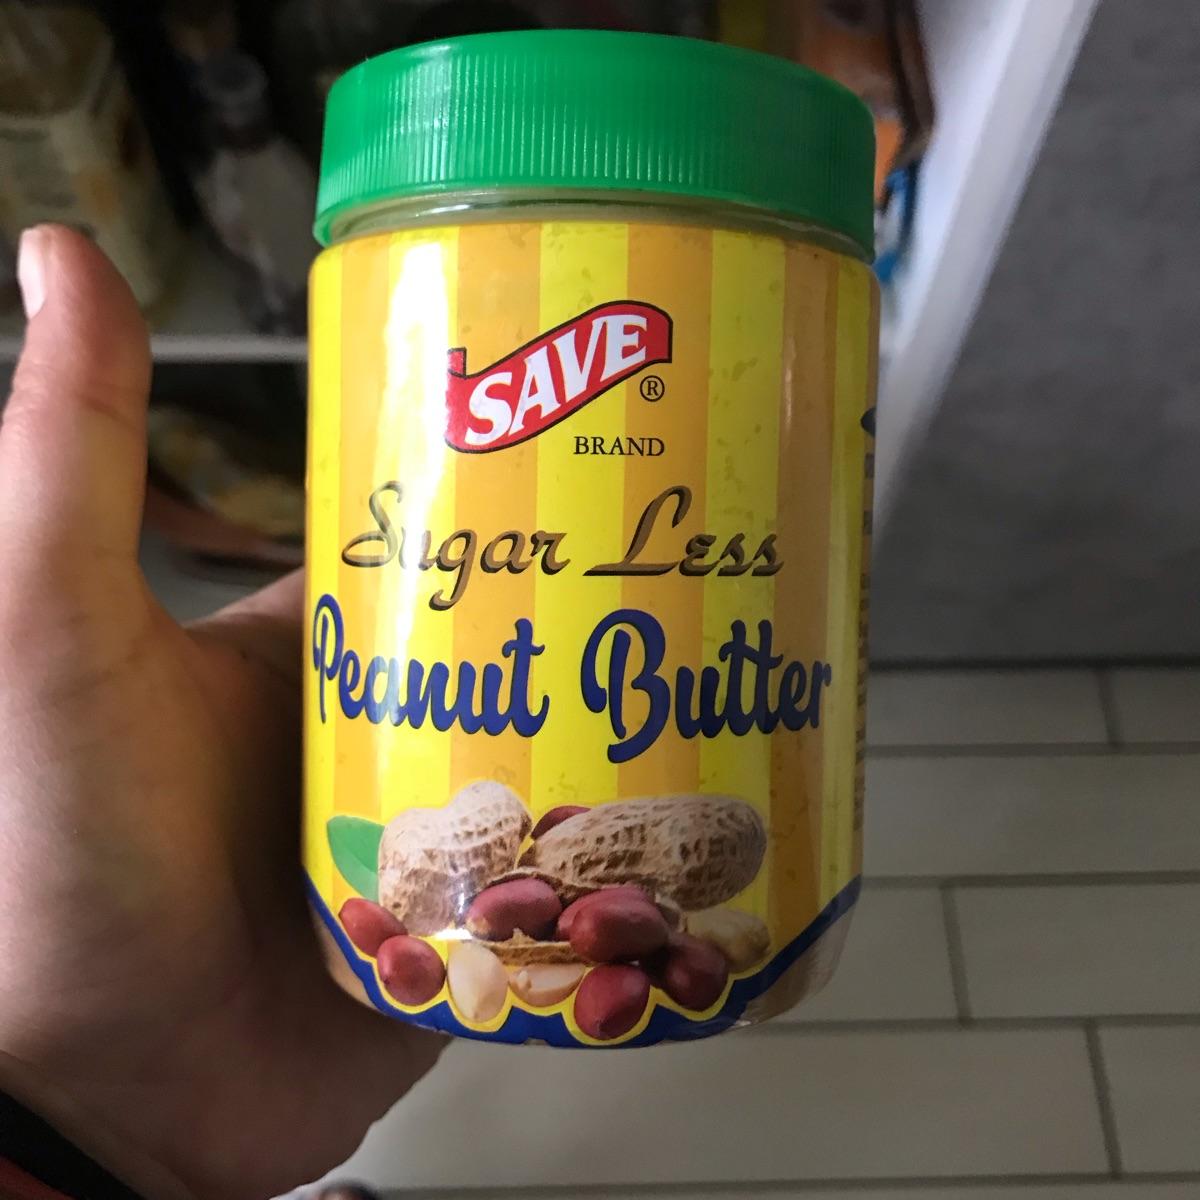 SAVE
®
BRAND
Sugar Less
Peanut Butter